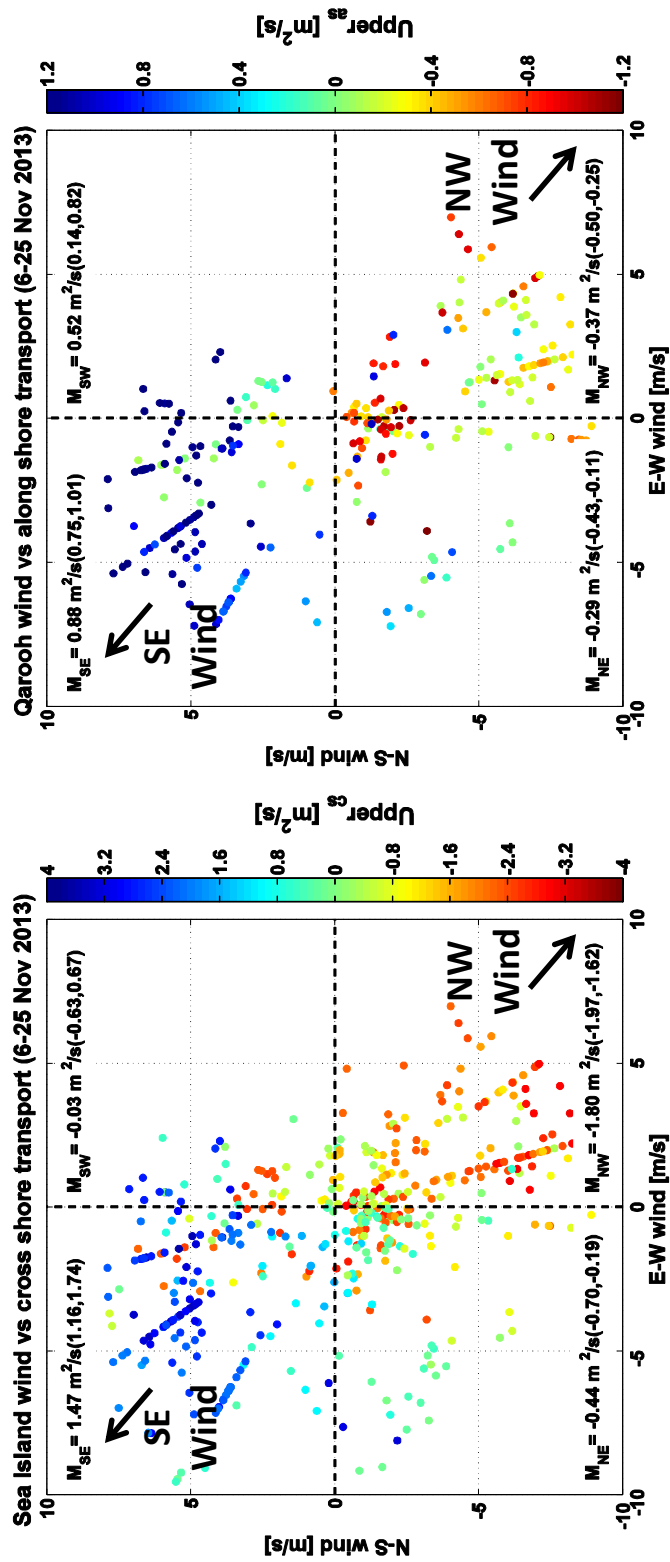 Sea Island wind vs cross shore transport (6-25 Nov 2013)
N-S wind [m/s]
10
5
0
-5
-10
-10
-5
0
5
10
E-W wind [m/s]
M_SE= 1.47 m²/s(1.16,1.74)
M_SW= -0.03 m²/s(-0.63,0.67)
SE
Wind
NW
Wind
M_NE= -0.44 m²/s(-0.70,-0.19)
M_NW= -1.80 m²/s(-1.97,-1.62)
4
3.2
2.4
1.6
0.8
0
-0.8
-1.6
-2.4
-3.2
-4
Upper_cs [m²/s]
Qarooh wind vs along shore transport (6-25 Nov 2013)
N-S wind [m/s]
10
5
0
-5
-10
-10
-5
0
5
10
E-W wind [m/s]
M_SE= 0.88 m²/s(0.75,1.01)
M_SW= 0.52 m²/s(0.14,0.82)
SE
Wind
NW
Wind
M_NE= -0.29 m²/s(-0.43,-0.11)
M_NW= -0.37 m²/s(-0.50,-0.25)
1.2
0.8
0.4
0
-0.4
-0.8
-1.2
Upper_as [m²/s]